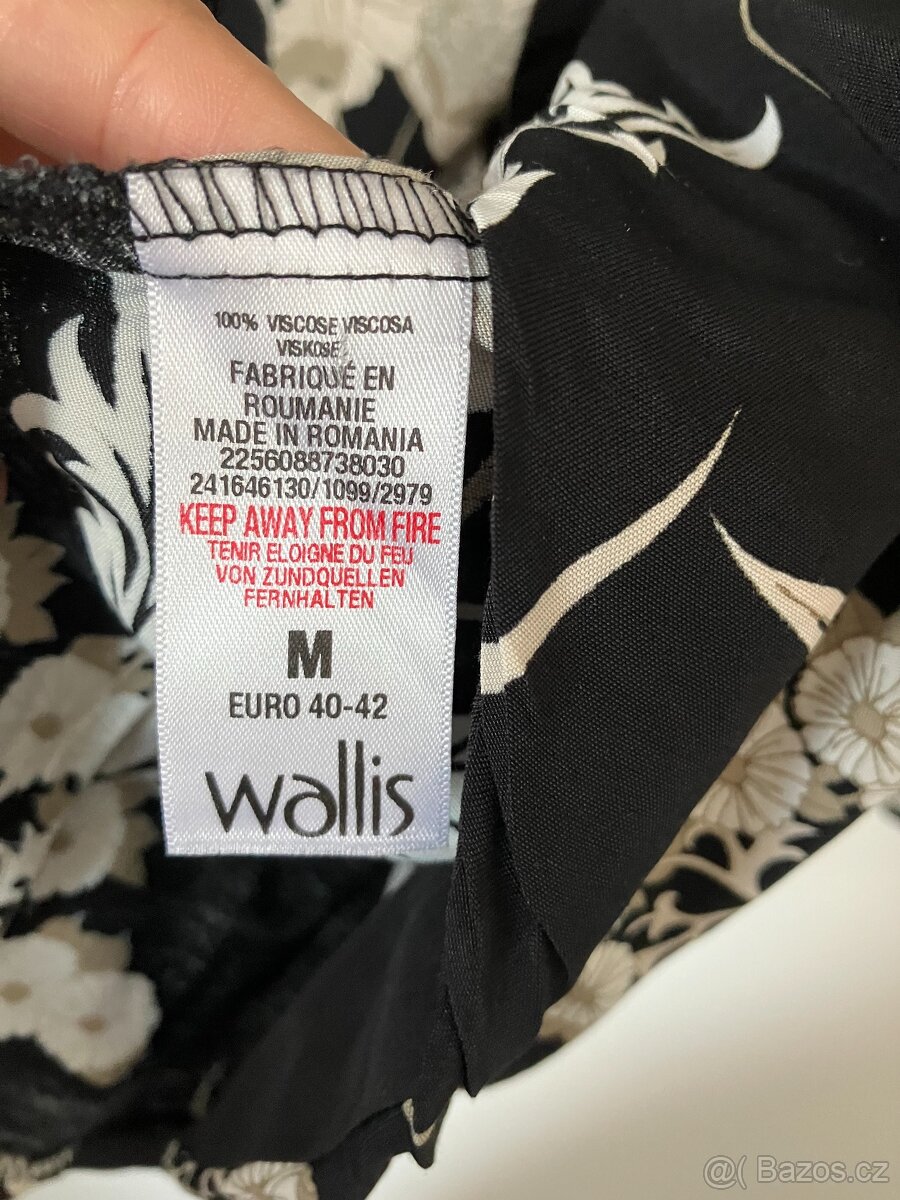 100% VISCOSE VISCOSA
VISKOSE
FABRIQUÉ EN
ROUMANIE
MADE IN ROMANIA
2256088738030
241646130/1099/2979
KEEP AWAY FROM FIRE
TENIR ELOIGNE DU FEU
VON ZUNDQUELLEN
FERNHALTEN
M
EURO 40-42
wallis
@( Bazos.cz